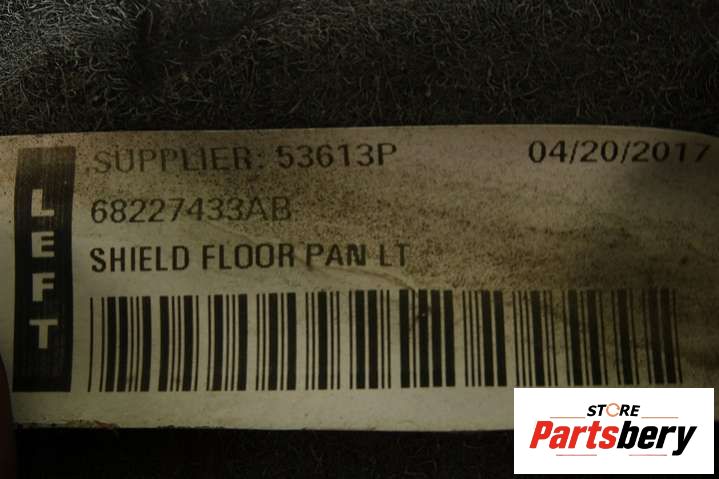 LEFT
SUPPLIER: 53613P 04/20/2017
68227433AB
SHIELD FLOOR PAN LT
STORE
Partsbery